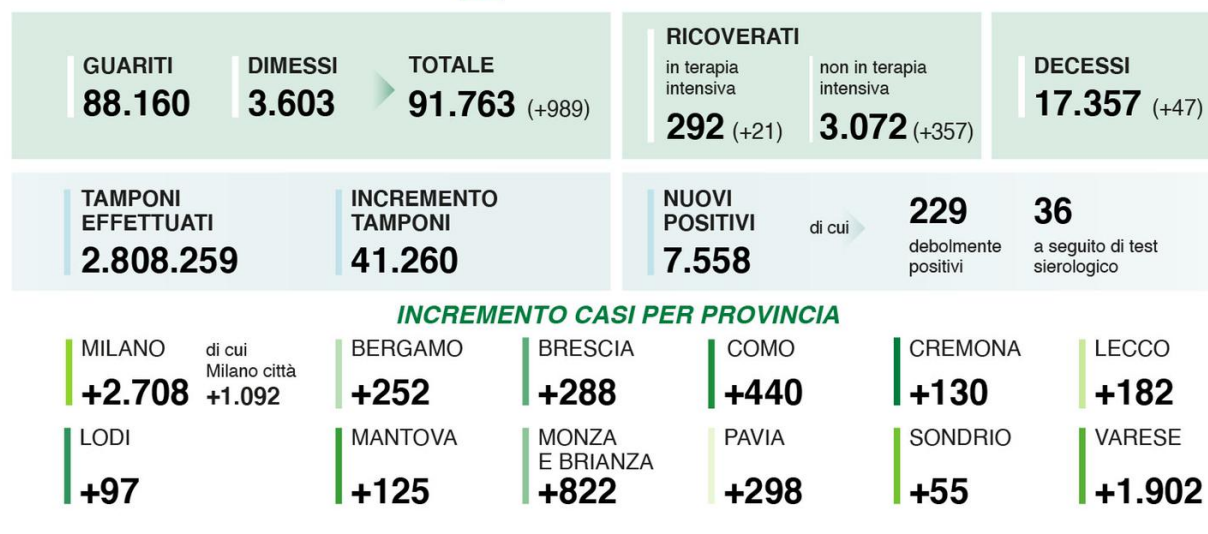 GUARITI
88.160
DIMESSI
3.603
TOTALE
91.763 (+989)
RICOVERATI
in terapia
intensiva
292 (+21)
non in terapia
intensiva
3.072 (+357)
DECESSI
17.357 (+47)
TAMPONI
EFFETTUATI
2.808.259
INCREMENTO
TAMPONI
41.260
NUOVI
POSITIVI
7.558
di cui
229
debolmente
positivi
36
a seguito di test
sierologico
INCREMENTO CASI PER PROVINCIA
MILANO
+2.708
di cui
Milano città
+1.092
BERGAMO
+252
BRESCIA
+288
COMO
+440
CREMONA
+130
LECCO
+182
LODI
+97
MANTOVA
+125
MONZA
E BRIANZA
+822
PAVIA
+298
SONDRIO
+55
VARESE
+1.902